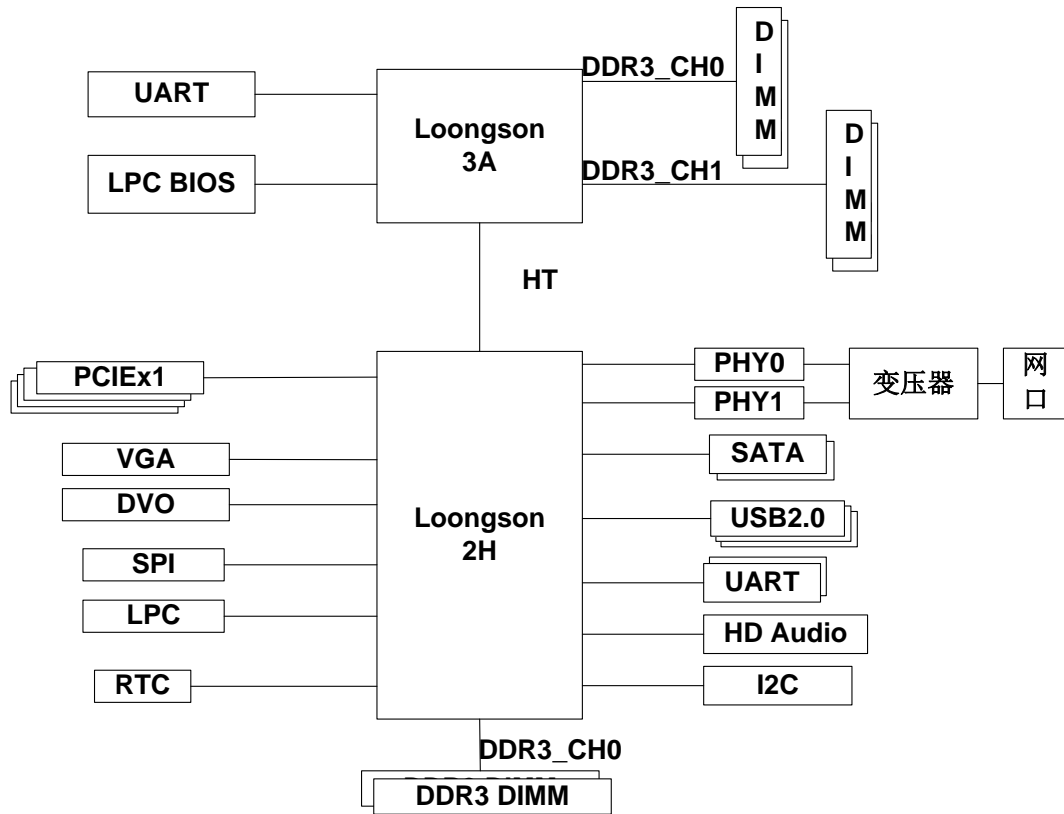 UART
LPC BIOS
Loongson
3A
DDR3_CH0
D
I
M
M
DDR3_CH1
D
I
M
M
HT
PCIEx1
VGA
DVO
SPI
LPC
RTC
Loongson
2H
PHY0
PHY1
变压器
网
口
SATA
USB2.0
UART
HD Audio
I2C
DDR3_CH0
DDR3 DIMM